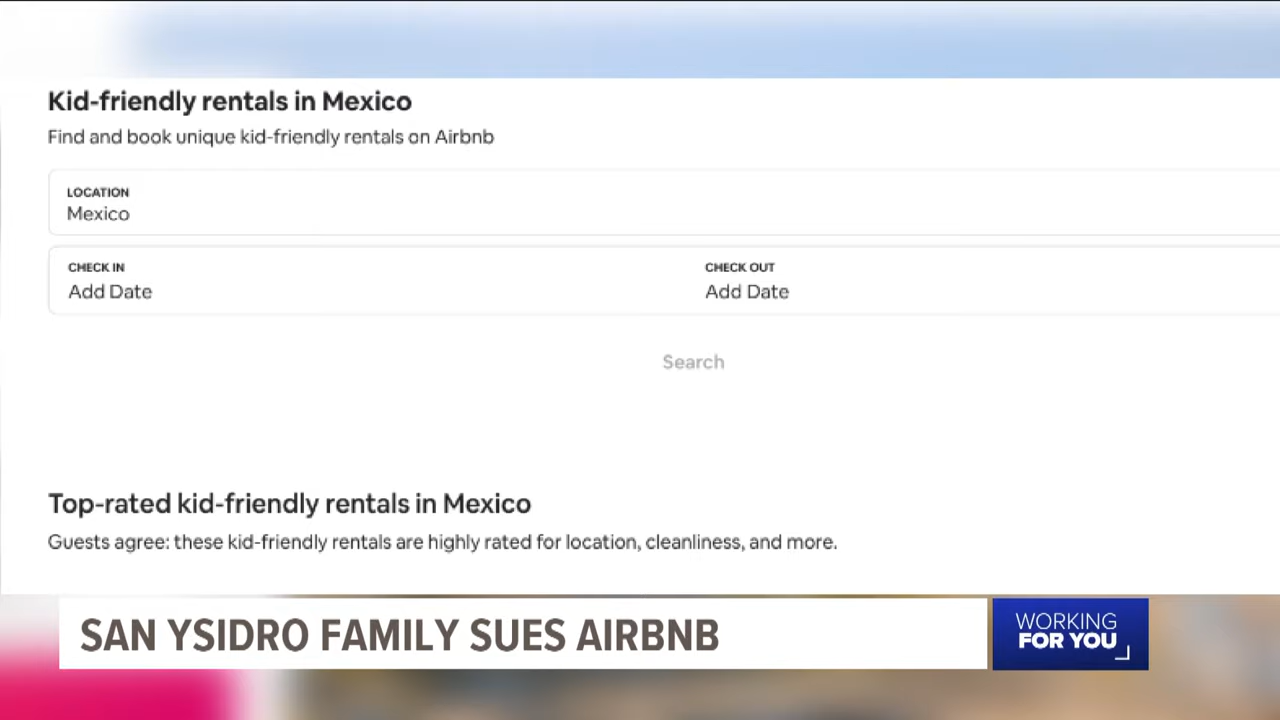 Kid-friendly rentals in Mexico
Find and book unique kid-friendly rentals on Airbnb
LOCATION
Mexico
CHECK IN
CHECK OUT
Add Date
Add Date
Search
Top-rated kid-friendly rentals in Mexico
Guests agree: these kid-friendly rentals are highly rated for location, cleanliness, and more.
SAN YSIDRO FAMILY SUES AIRBNB
WORKING
FOR YOU